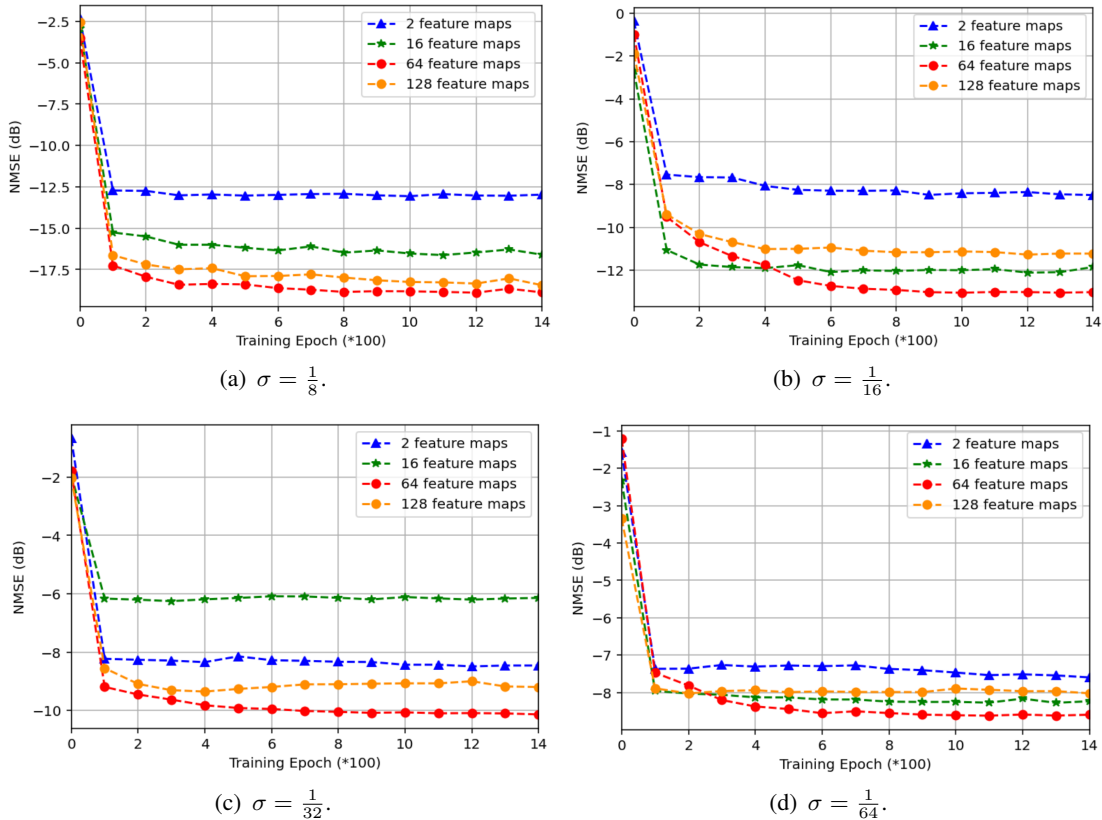 −2.5
−5.0
−7.5
−10.0
−12.5
−15.0
−17.5
NMSE (dB)
2 feature maps
16 feature maps
64 feature maps
128 feature maps
0 2 4 6 8 10 12 14
Training Epoch (*100)
(a) σ = 1/8.
0
−2
−4
−6
−8
−10
−12
NMSE (dB)
2 feature maps
16 feature maps
64 feature maps
128 feature maps
0 2 4 6 8 10 12 14
Training Epoch (*100)
(b) σ = 1/16.
−2
−4
−6
−8
−10
NMSE (dB)
2 feature maps
16 feature maps
64 feature maps
128 feature maps
0 2 4 6 8 10 12 14
Training Epoch (*100)
(c) σ = 1/32.
−1
−2
−3
−4
−5
−6
−7
−8
NMSE (dB)
2 feature maps
16 feature maps
64 feature maps
128 feature maps
0 2 4 6 8 10 12 14
Training Epoch (*100)
(d) σ = 1/64.